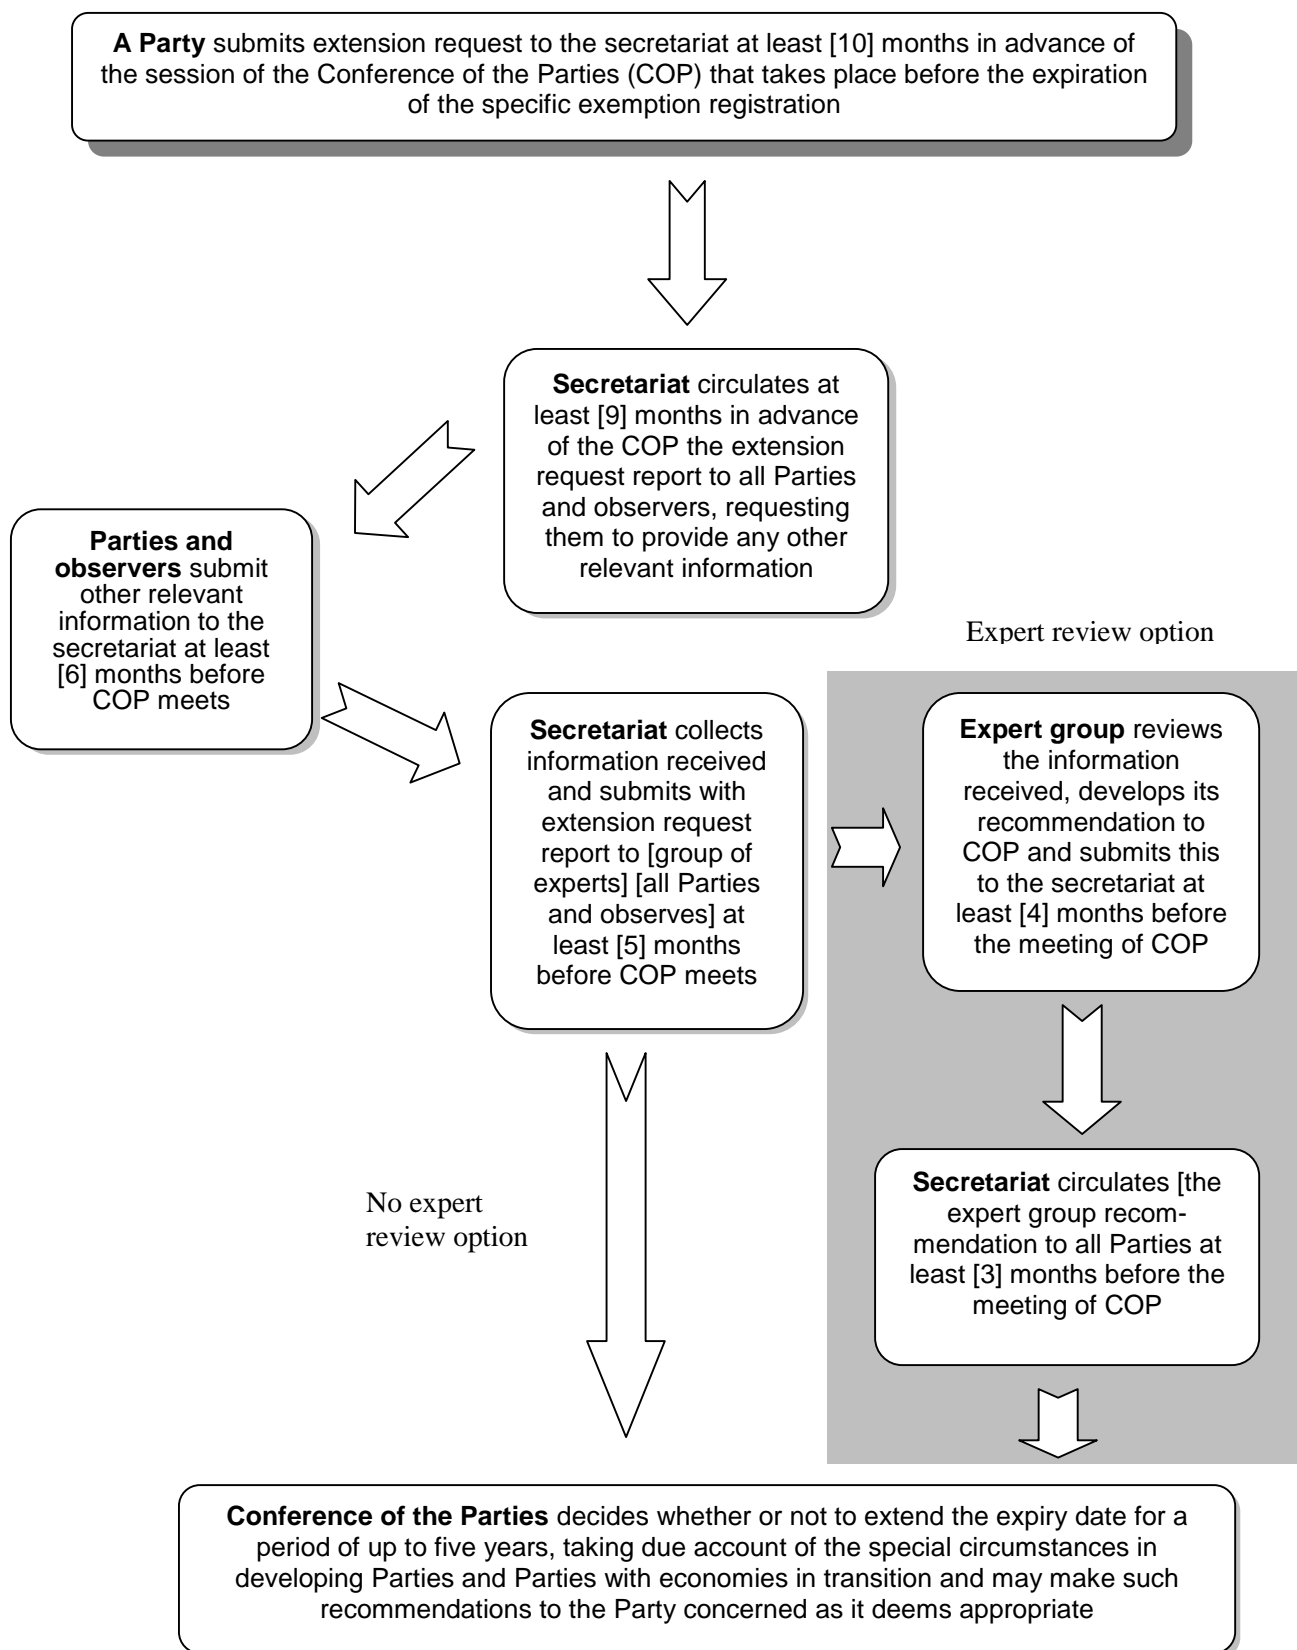 A Party submits extension request to the secretariat at least [10] months in advance of
the session of the Conference of the Parties (COP) that takes place before the expiration
of the specific exemption registration
Secretariat circulates at
least [9] months in advance
of the COP the extension
request report to all Parties
and observers, requesting
them to provide any other
relevant information
Parties and
observers submit
other relevant
information to the
secretariat at least
[6] months before
COP meets
Secretariat collects
information received
and submits with
extension request
report to [group of
experts] [all Parties
and observes] at
least [5] months
before COP meets
Expert review option
Expert group reviews
the information
received, develops its
recommendation to
COP and submits this
to the secretariat at
least [4] months before
the meeting of COP
Secretariat circulates [the
expert group recom-
mendation to all Parties at
least [3] months before the
meeting of COP
No expert
review option
Conference of the Parties decides whether or not to extend the expiry date for a
period of up to five years, taking due account of the special circumstances in
developing Parties and Parties with economies in transition and may make such
recommendations to the Party concerned as it deems appropriate